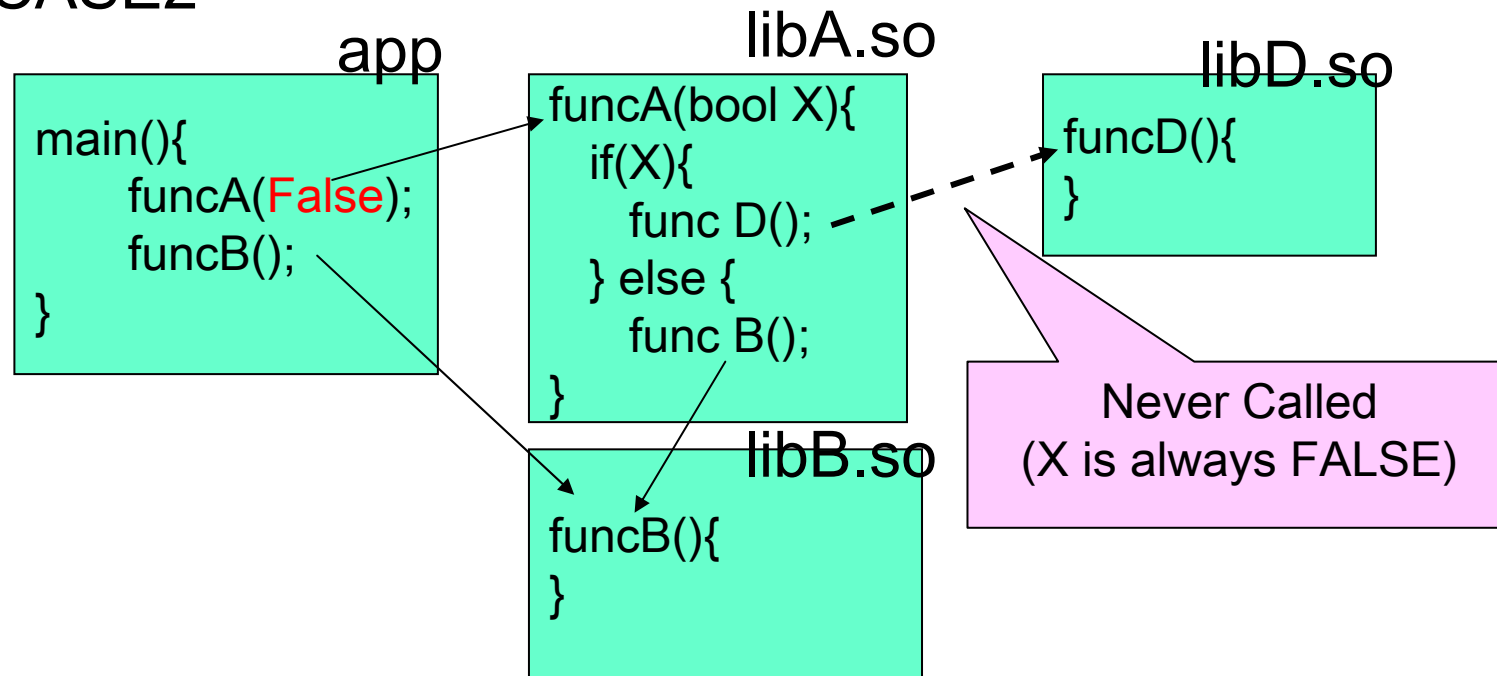 CASE2
app
main(){
funcA(False);
funcB();
}
libA.so
funcA(bool X){
if(X){
func D();
} else {
func B();
}
libD.so
funcD(){
}
Never Called
(X is always FALSE)
libB.so
funcB(){
}